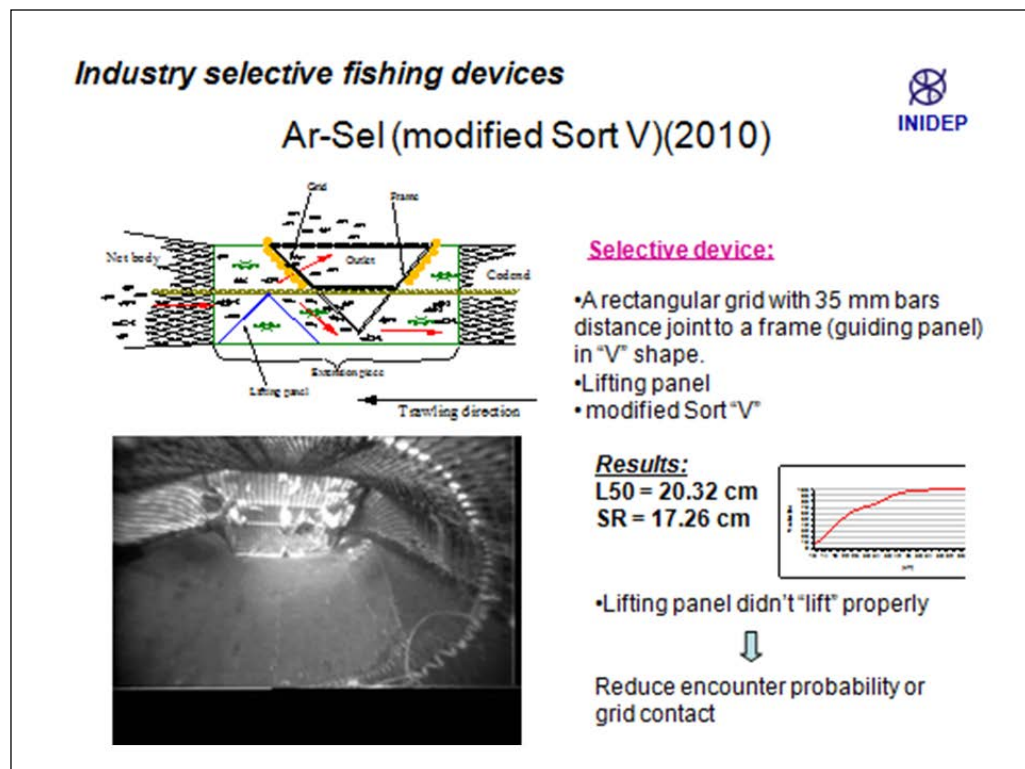 Industry selective fishing devices
INIDEP
Ar-Sel (modified Sort V)(2010)
Grid
Frame
Net body
Outlet
Codend
Extension piece
Lifting panel
Trawling direction
Selective device:
•A rectangular grid with 35 mm bars
distance joint to a frame (guiding panel)
in “V” shape.
•Lifting panel
• modified Sort “V”
Results:
L50 = 20.32 cm
SR = 17.26 cm
•Lifting panel didn’t “lift” properly
Reduce encounter probability or
grid contact